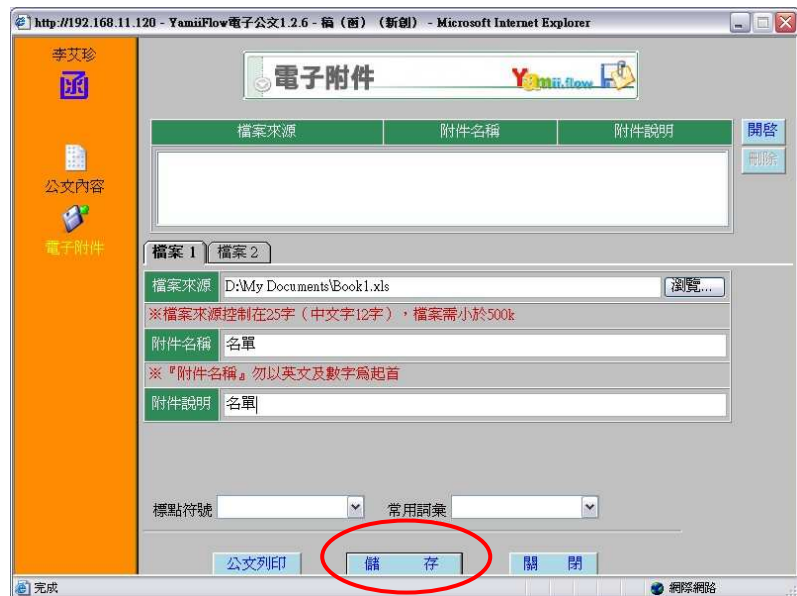 http://192.168.11.120 - YamiiFlow電子公文1.2.6 - 稿（函）（新創） - Microsoft Internet Explorer
李艾珍
函
電子附件
Yamii.flow
檔案來源 附件名稱 附件說明 開啓
刪除
公文內容
電子附件
檔案 1 檔案 2
檔案來源 D:\My Documents\Book1.xls 瀏覽...
※檔案來源控制在25字（中文字12字），檔案需小於500k
附件名稱 名單
※『附件名稱』勿以英文及數字爲起首
附件說明 名單
標點符號 常用詞彙
公文列印 儲 存 關 閉
完成 網際網路